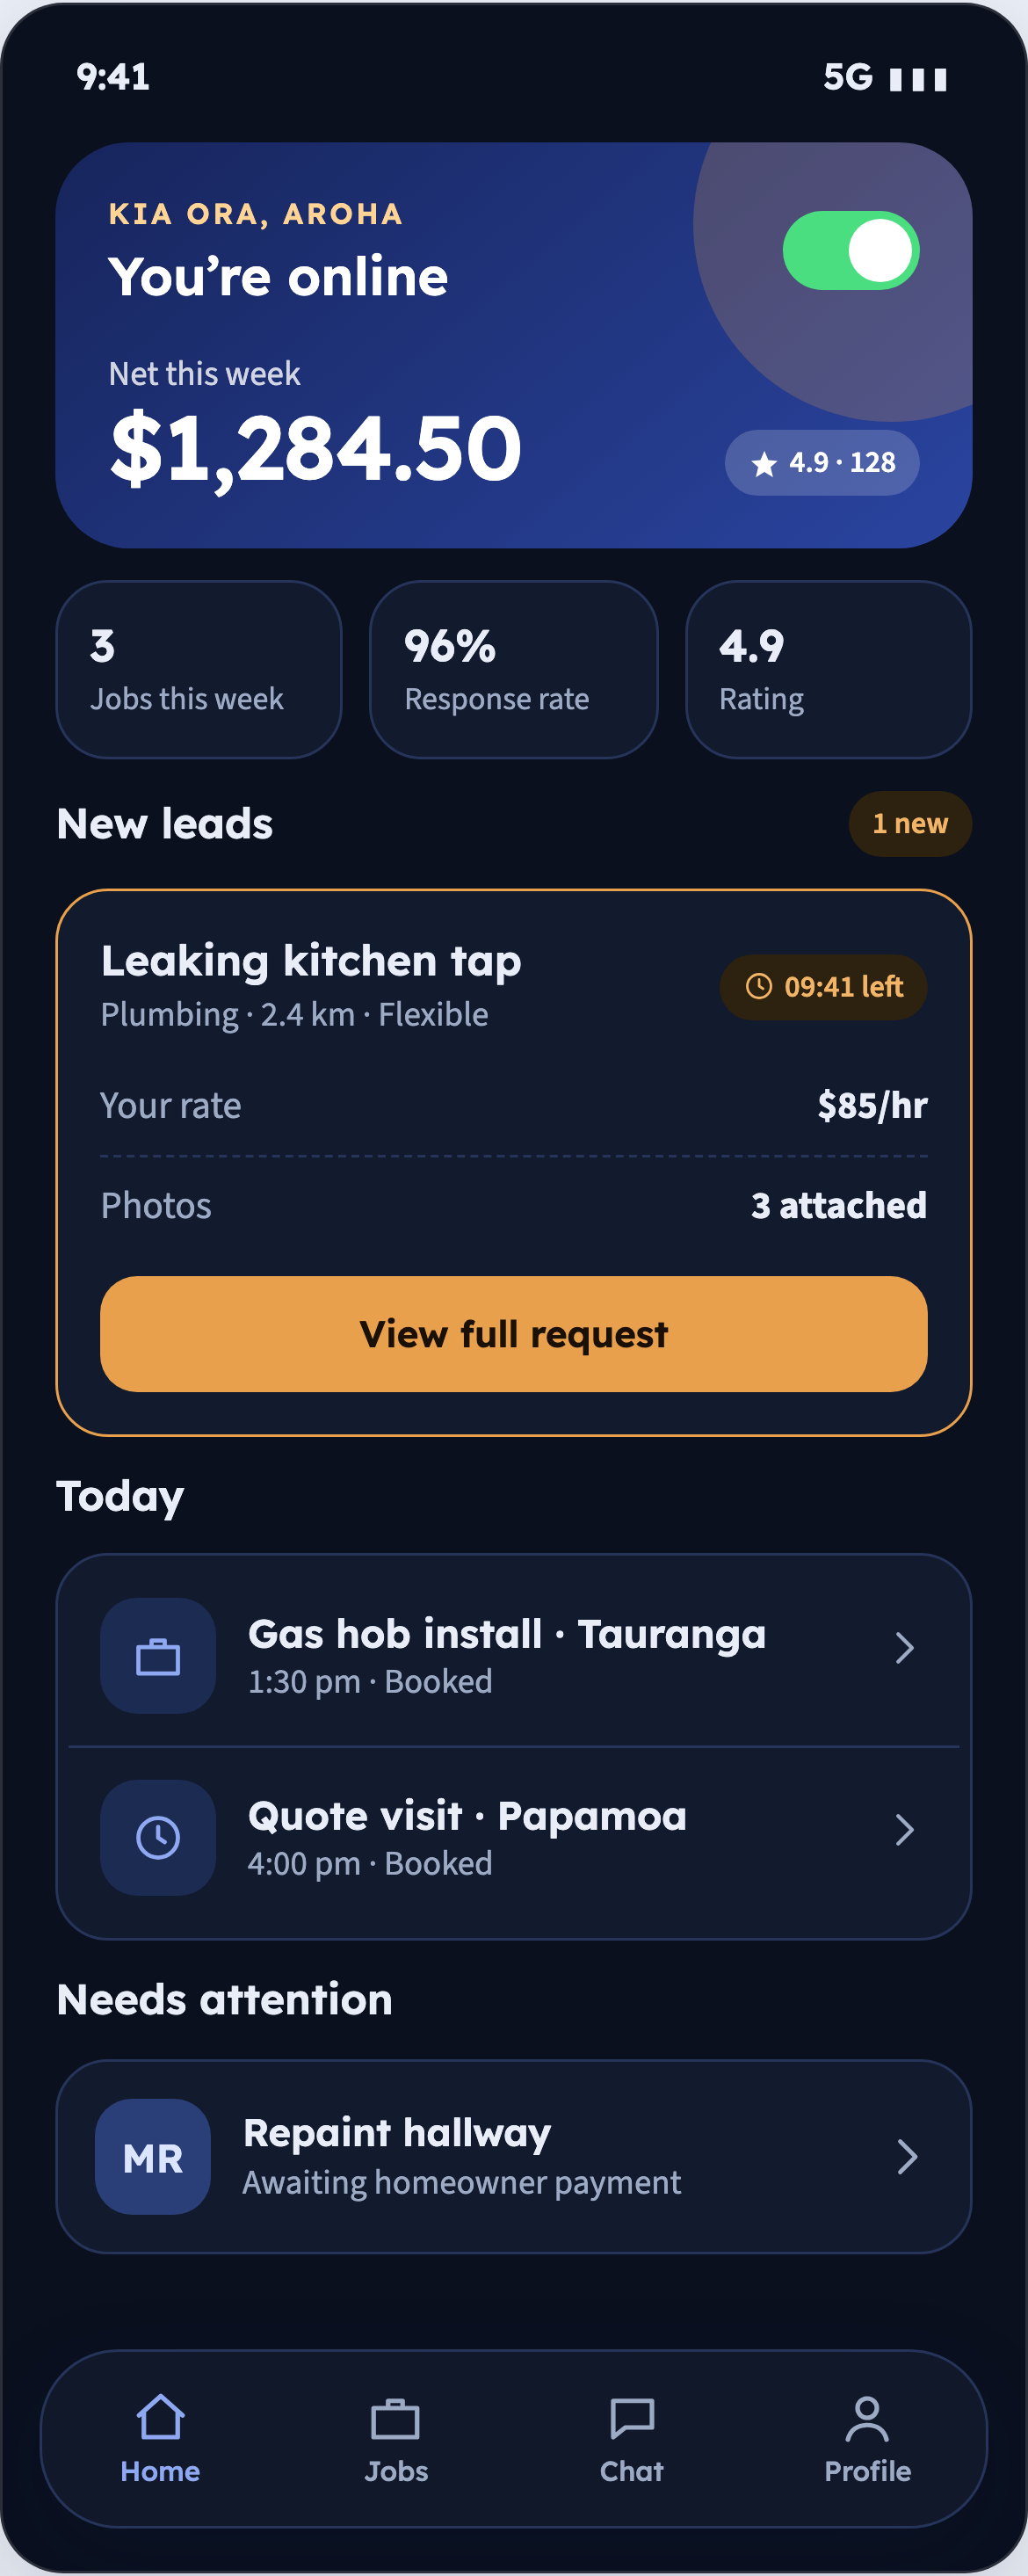 9:41
5G
KIA ORA, AROHA
You’re online
Net this week
$1,284.50
4.9 · 128
3
Jobs this week
96%
Response rate
4.9
Rating
New leads
1 new
Leaking kitchen tap
09:41 left
Plumbing · 2.4 km · Flexible
Your rate
$85/hr
Photos
3 attached
View full request
Today
Gas hob install · Tauranga
1:30 pm · Booked
Quote visit · Papamoa
4:00 pm · Booked
Needs attention
MR
Repaint hallway
Awaiting homeowner payment
Home
Jobs
Chat
Profile